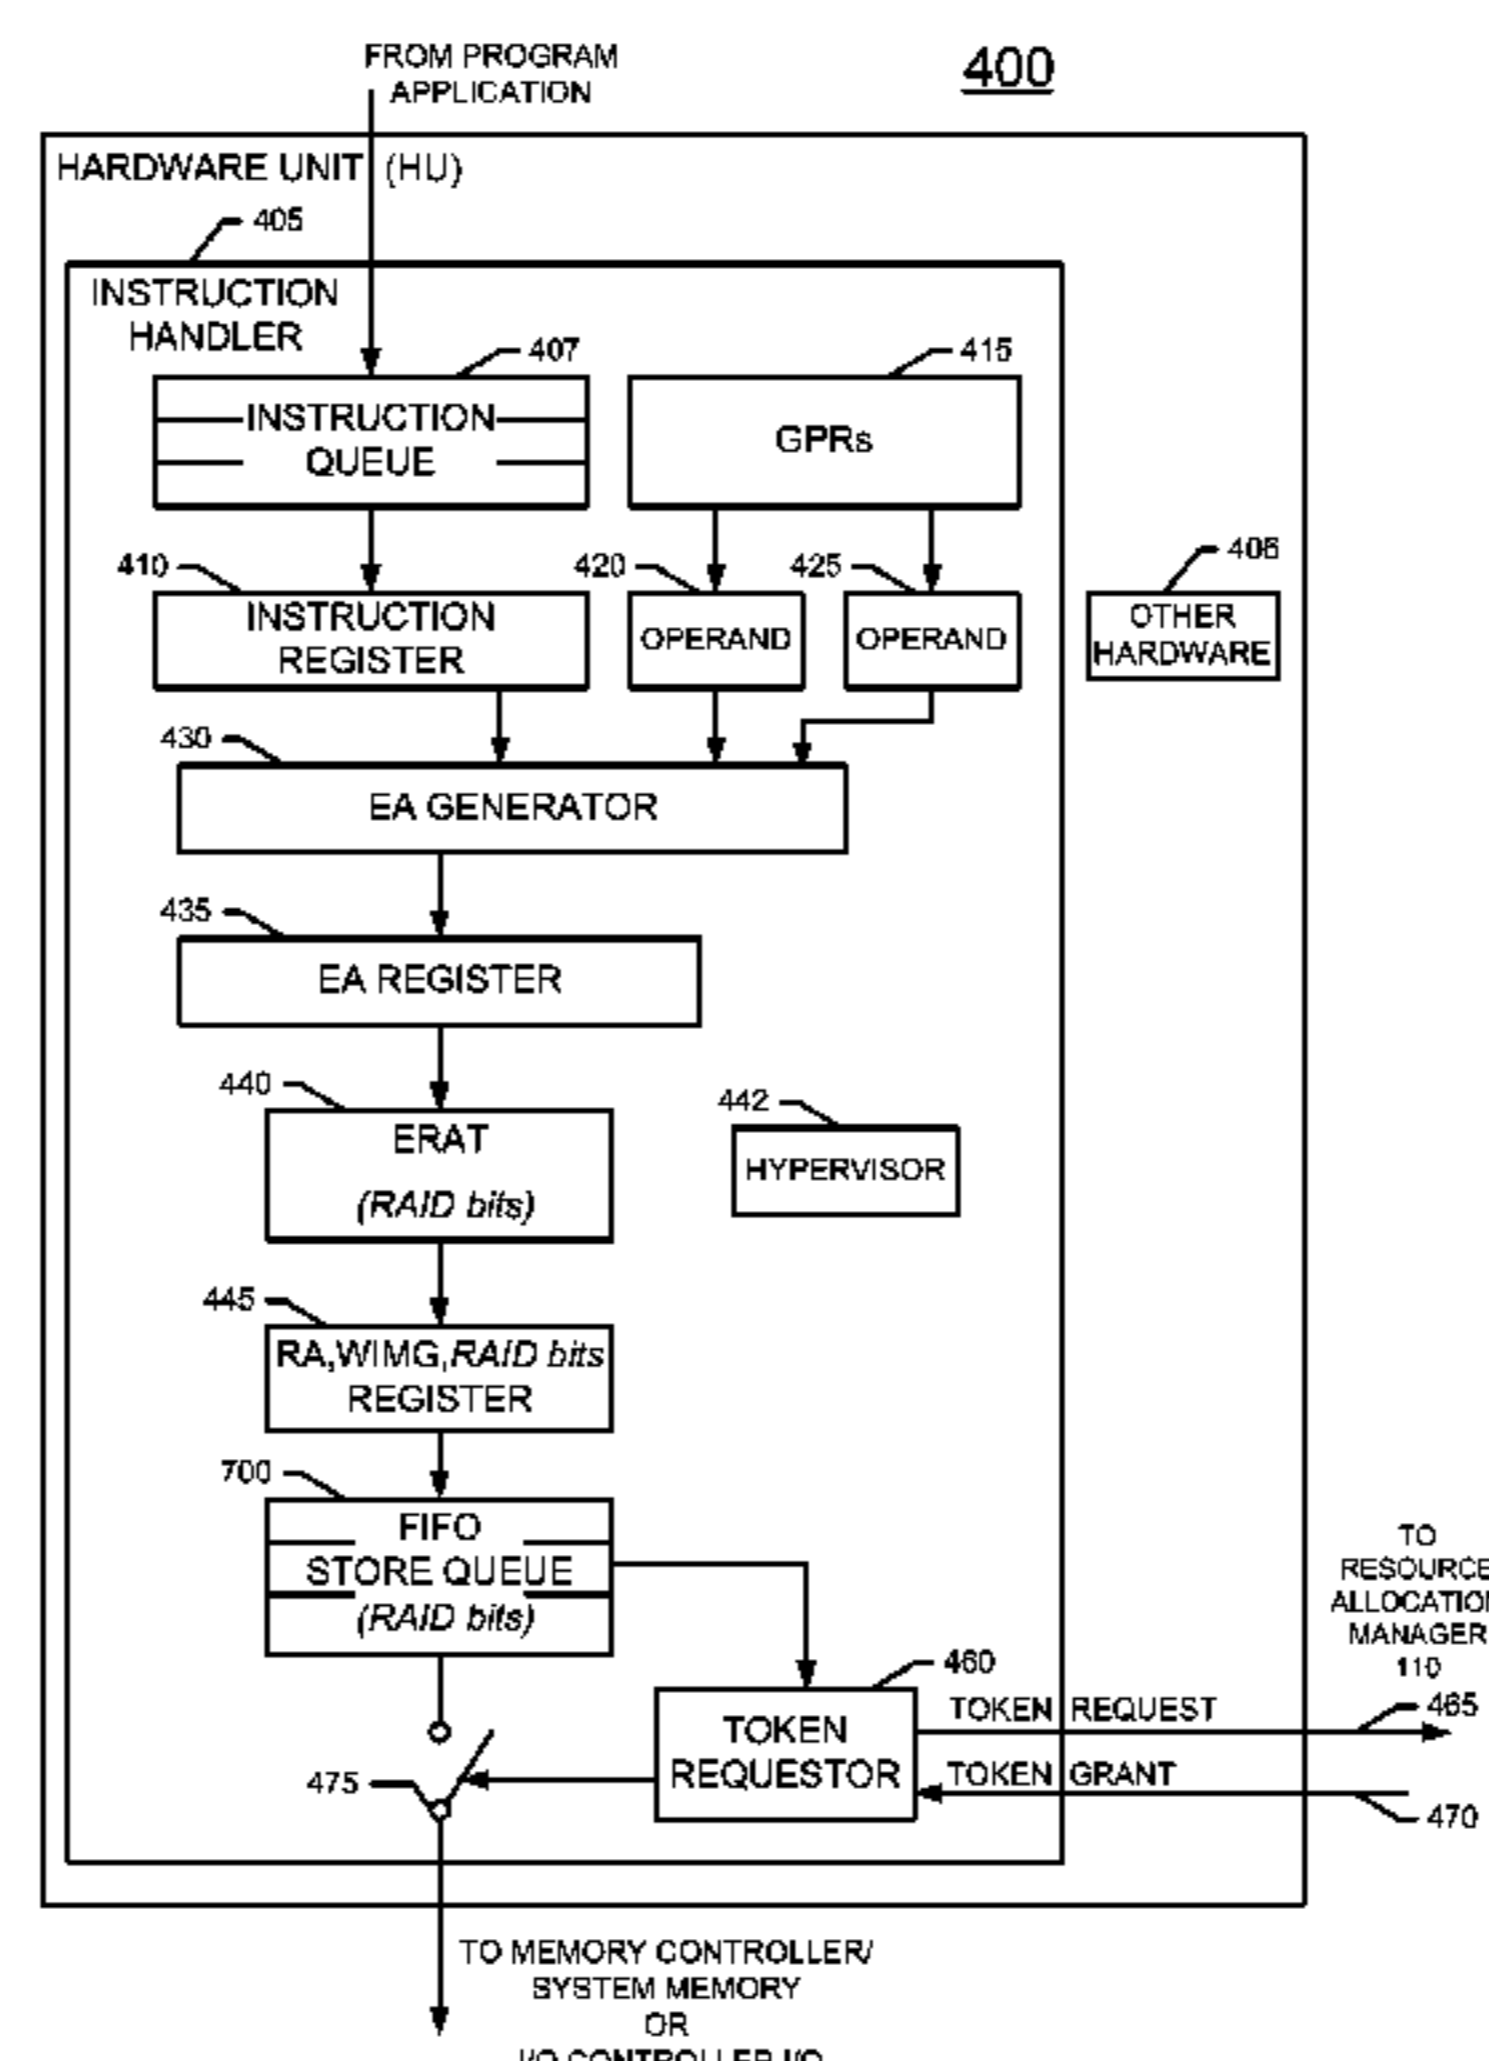 FROM PROGRAM
APPLICATION
400
HARDWARE UNIT (HU)
405
INSTRUCTION
HANDLER
407
415
INSTRUCTION
QUEUE
GPRs
410
420
425
406
INSTRUCTION
REGISTER
OPERAND
OPERAND
OTHER
HARDWARE
430
EA GENERATOR
435
EA REGISTER
440
442
ERAT
(RAID bits)
HYPERVISOR
445
RA,WIMG,RAID bits
REGISTER
700
FIFO
STORE QUEUE
(RAID bits)
TO
RESOURCE
ALLOCATION
MANAGER
110
460
TOKEN REQUEST
465
TOKEN
REQUESTOR
TOKEN GRANT
470
475
TO MEMORY CONTROLLER/
SYSTEM MEMORY
OR
I/O CONTROLLER I/O